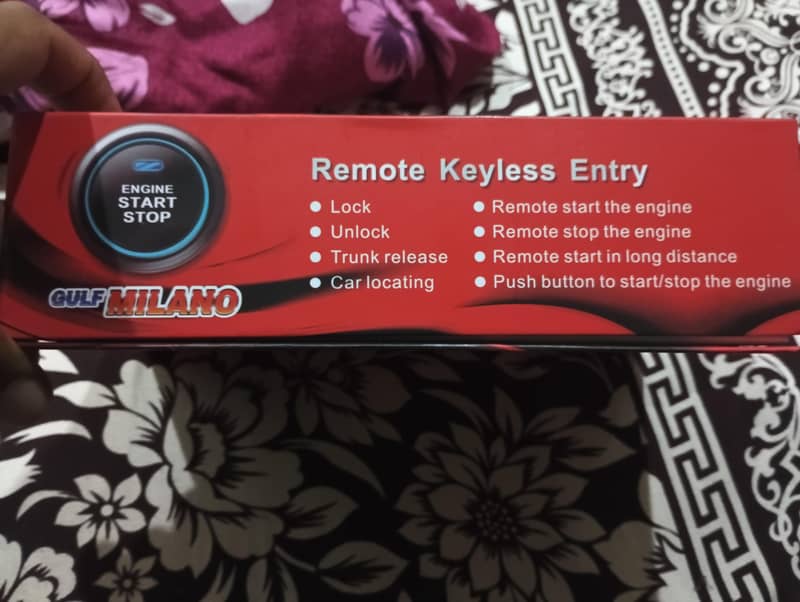 ENGINE
START
STOP
GULF MILANO
Remote Keyless Entry
Lock
Unlock
Trunk release
Car locating
Remote start the engine
Remote stop the engine
Remote start in long distance
Push button to start/stop the engine